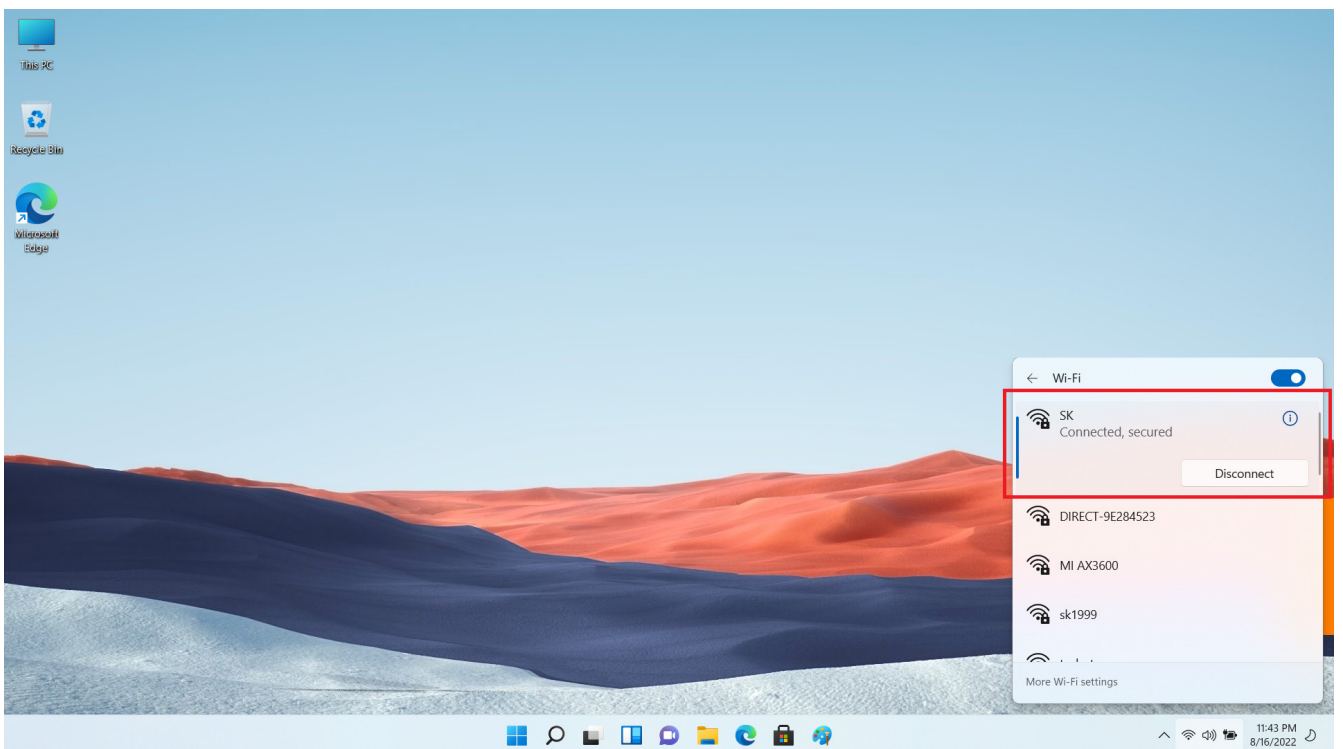 This PC
Recycle Bin
Microsoft
Edge
Wi-Fi
SK
Connected, secured
Disconnect
DIRECT-9E284523
MI AX3600
sk1999
More Wi-Fi settings
11:43 PM
8/16/2022